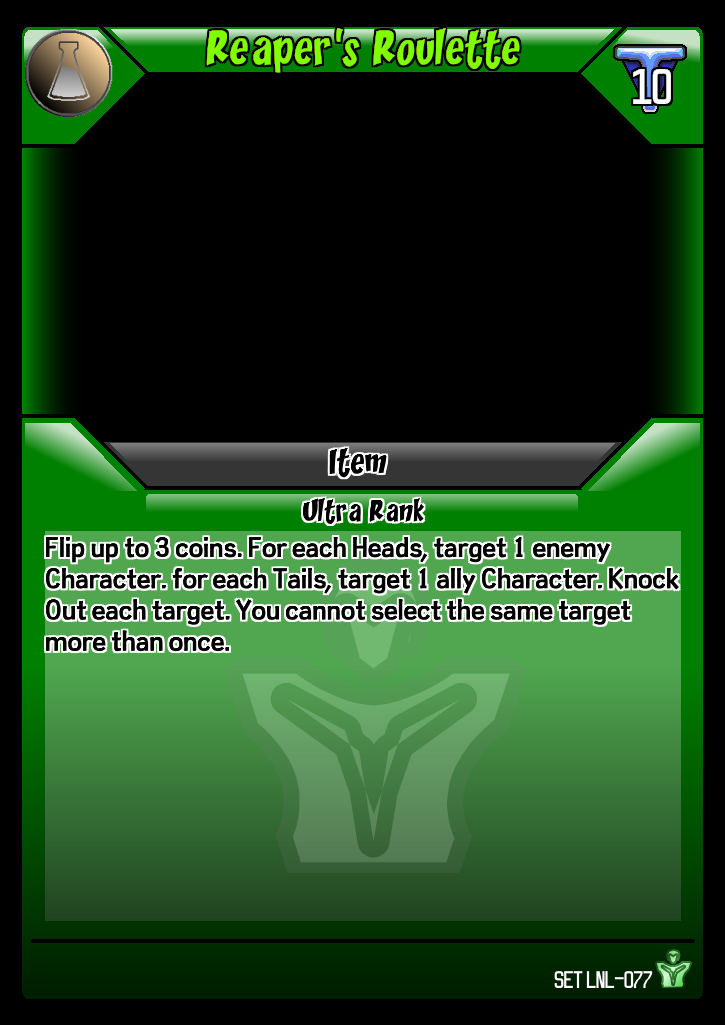 Reaper's Roulette
10
Item
Ultra Rank
Flip up to 3 coins. For each Heads, target 1 enemy
Character. for each Tails, target 1 ally Character. Knock
Out each target. You cannot select the same target
more than once.
SET LNL-077